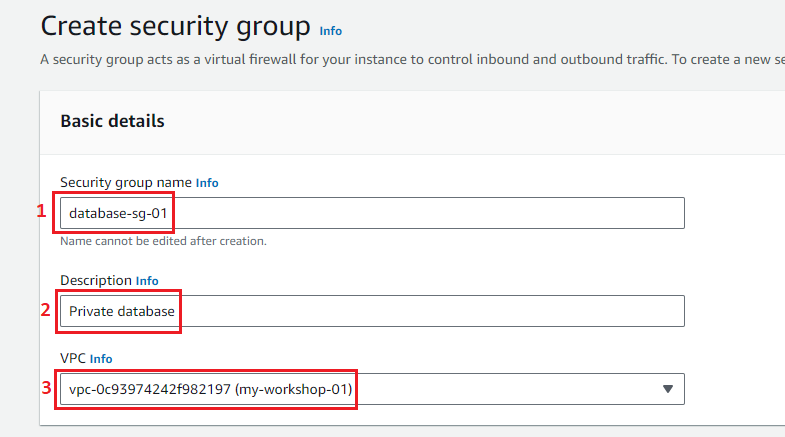 Create security group Info
A security group acts as a virtual firewall for your instance to control inbound and outbound traffic. To create a new se
Basic details
Security group name Info
1 database-sg-01
Name cannot be edited after creation.
Description Info
2 Private database
VPC Info
3 vpc-0c93974242f982197 (my-workshop-01)